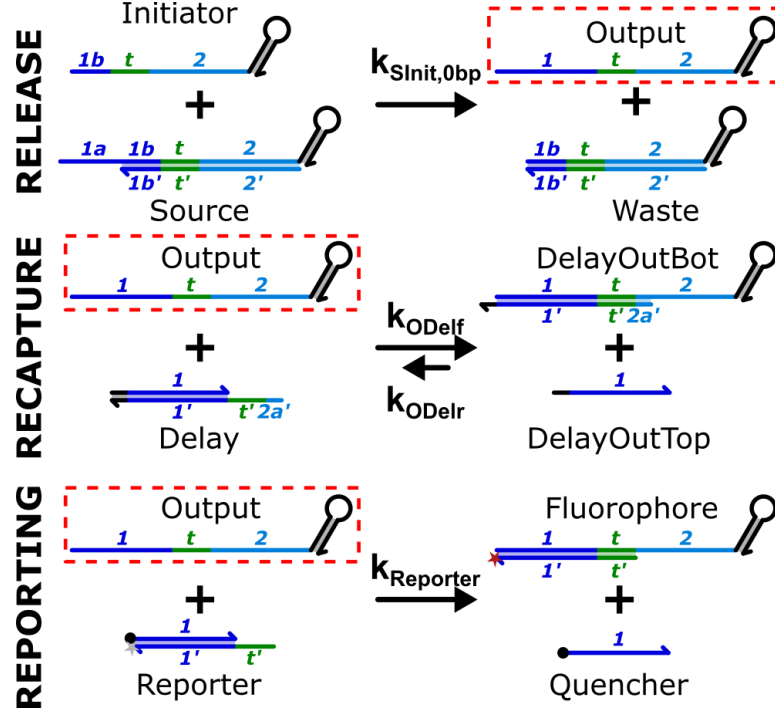 RELEASE
Initiator
1b t 2
+
1a 1b t 2
1b' t' 2'
Source
kSInit,0bp
Output
1 t 2
+
1b t 2
1b' t' 2'
Waste
RECAPTURE
Output
1 t 2
+
1
1' t' 2a'
Delay
kODelf
kODelr
DelayOutBot
1 t 2
1' t' 2a'
+
1
DelayOutTop
REPORTING
Output
1 t 2
+
1
1' t'
Reporter
kReporter
Fluorophore
1 t 2
1' t'
+
1
Quencher